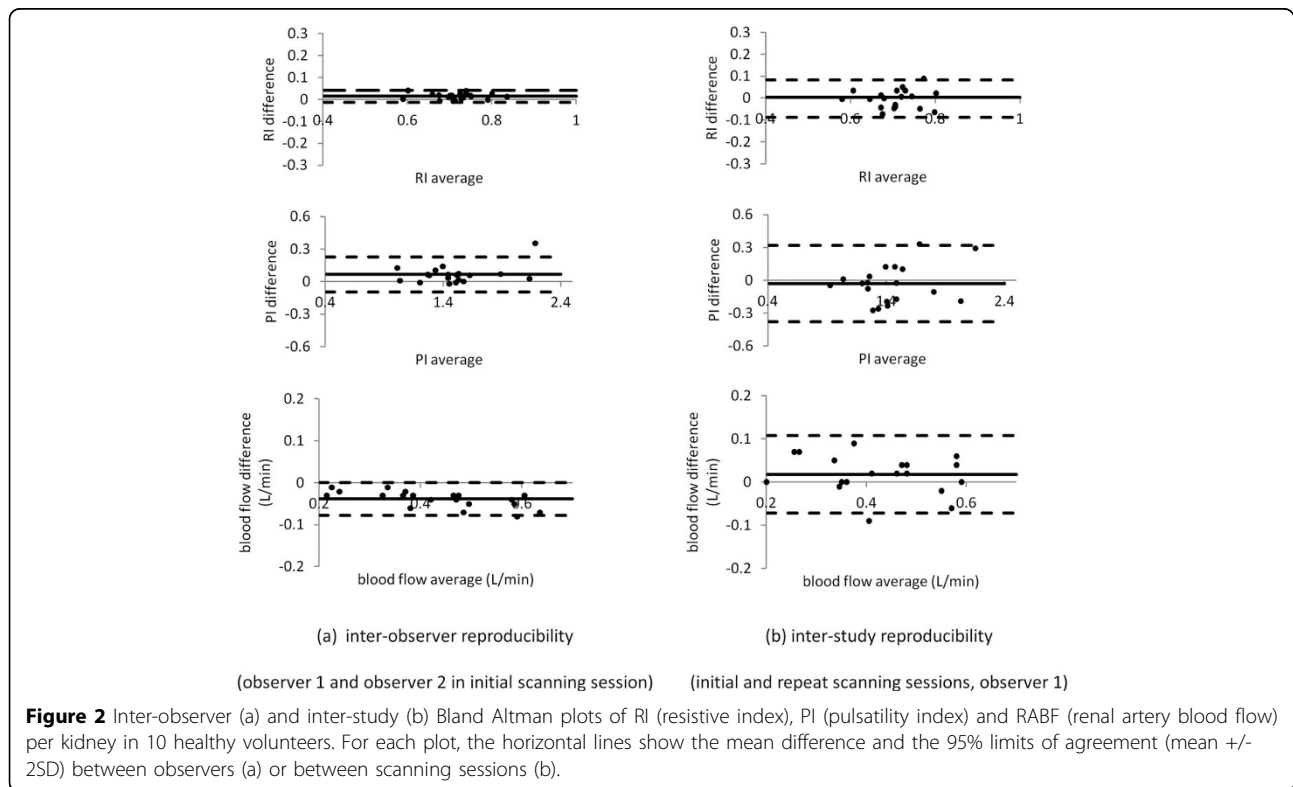 0.3
0.2
0.1
0
-0.1
-0.2
-0.3
RI difference
0.4
0.6
0.8
1
RI average
0.3
0.2
0.1
0
-0.1
-0.2
-0.3
RI difference
0.4
0.6
0.8
1
RI average
0.6
0.3
0
-0.3
-0.6
PI difference
0.4
1.4
2.4
PI average
0.6
0.3
0
-0.3
-0.6
PI difference
0.4
1.4
2.4
PI average
0.2
0.1
0
-0.1
-0.2
blood flow difference
(L/min)
0.2
0.4
0.6
blood flow average (L/min)
0.2
0.1
0
-0.1
-0.2
blood flow difference
(L/min)
0.2
0.4
0.6
blood flow average (L/min)
(a) inter-observer reproducibility
(observer 1 and observer 2 in initial scanning session)
(b) inter-study reproducibility
(initial and repeat scanning sessions, observer 1)
Figure 2 Inter-observer (a) and inter-study (b) Bland Altman plots of RI (resistive index), PI (pulsatility index) and RABF (renal artery blood flow)
per kidney in 10 healthy volunteers. For each plot, the horizontal lines show the mean difference and the 95% limits of agreement (mean +/-
2SD) between observers (a) or between scanning sessions (b).